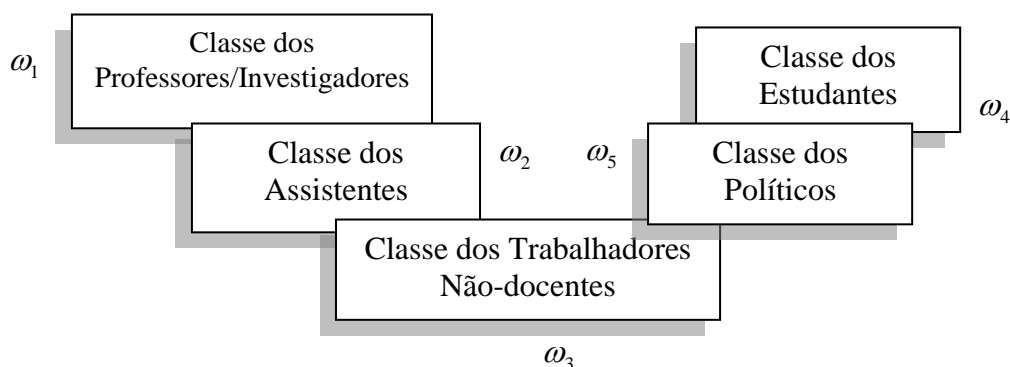 ω1
Classe dos
Professores/Investigadores
Classe dos
Assistentes
ω2
Classe dos Trabalhadores
Não-docentes
ω3
ω5
Classe dos
Políticos
Classe dos
Estudantes
ω4